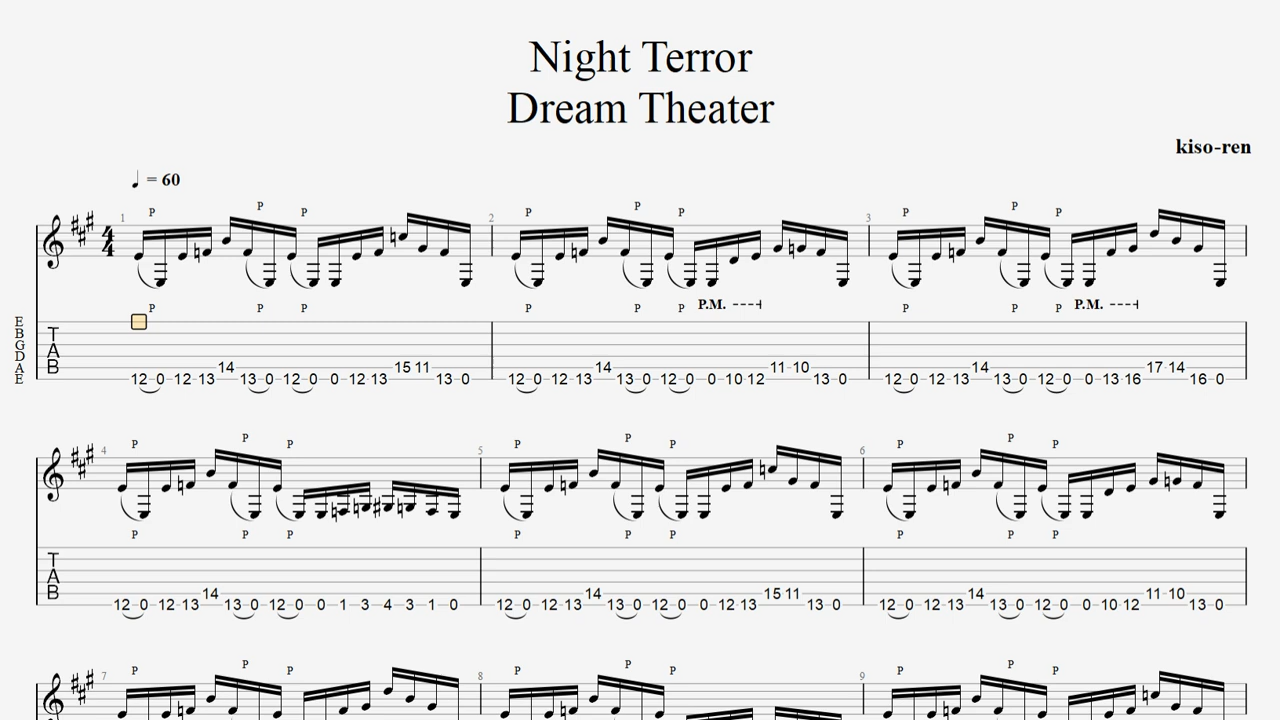 Night Terror
Dream Theater
kiso-ren
♩ = 60
P P P P P P P P P
1 2 3
4
4
P.M. P.M.
P P P P P P P P P
E
B
G
D
A
E
T
A
B
14 15 11 14 11 10 14 17 14
12 0 12 13 13 0 12 0 0 12 13 13 0 12 0 12 13 13 0 12 0 0 10 12 13 0 12 0 12 13 13 0 12 0 0 13 16 16 0
P P P P P P P P P
4 5 6
P P P P P P P P P
T
A
B
14 14 15 11 14 11 10
12 0 12 13 13 0 12 0 0 1 3 4 3 1 0 12 0 12 13 13 0 12 0 0 12 13 13 0 12 0 12 13 13 0 12 0 0 10 12 13 0
P P P P P P P P P
7 8 9